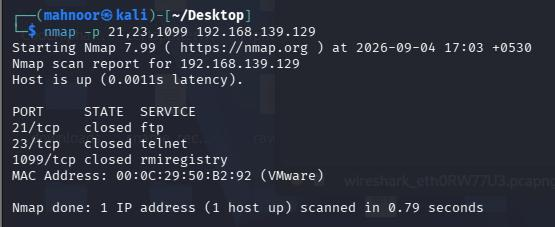 (mahnoor㉿kali)-[~/Desktop]
$ nmap -p 21,23,1099 192.168.139.129
Starting Nmap 7.99 ( https://nmap.org ) at 2026-09-04 17:03 +0530
Nmap scan report for 192.168.139.129
Host is up (0.0011s latency).
PORT     STATE  SERVICE
21/tcp   closed ftp
23/tcp   closed telnet
1099/tcp closed rmiregistry
MAC Address: 00:0C:29:50:B2:92 (VMware)
wireshark_eth0RW77U3.pcapng
Nmap done: 1 IP address (1 host up) scanned in 0.79 seconds